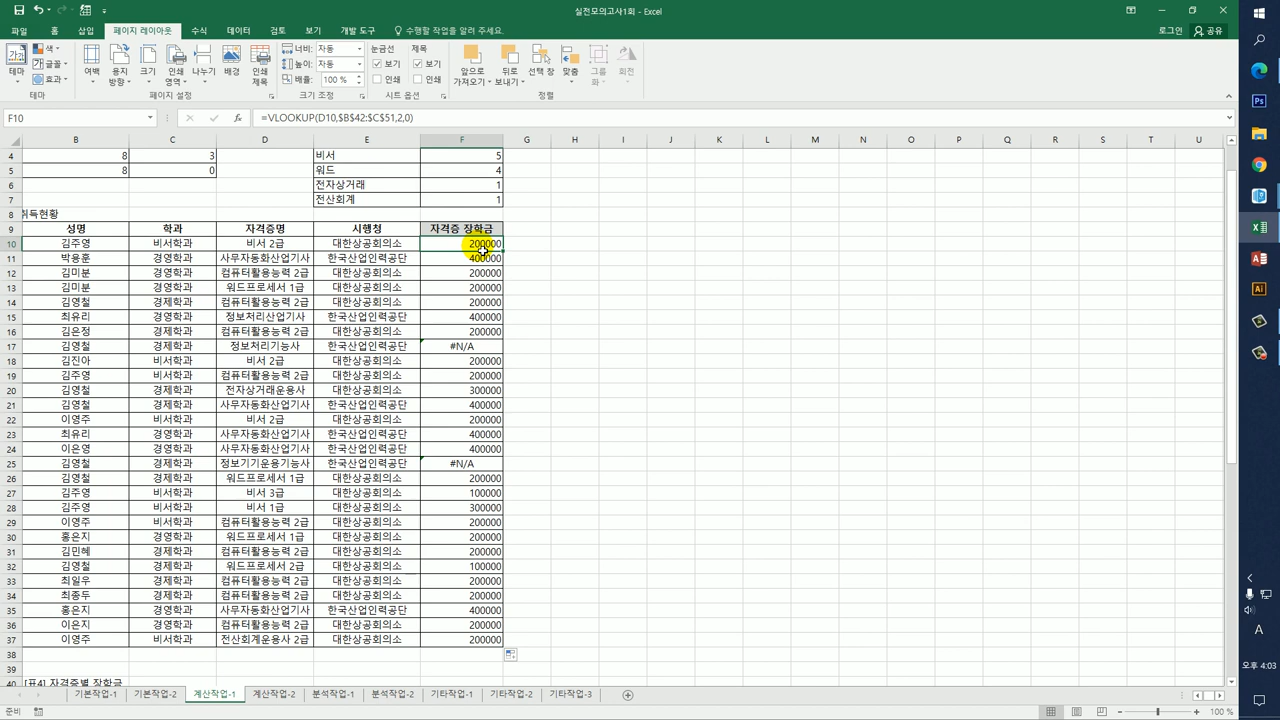 실전모의고사1회 - Excel
파일 홈 삽입 페이지 레이아웃 수식 데이터 검토 보기 개발 도구 수행할 작업을 알려 주세요. 로그인 공유
테마 색 글꼴 효과 여백 용지 방향 크기 인쇄 영역 나누기 배경 인쇄 제목 너비: 자동 높이: 자동 배율: 100 % 눈금선 보기 인쇄 제목 보기 인쇄 앞으로 가져오기 뒤로 보내기 선택 창 맞춤 그룹화 회전
테마 페이지 설정 크기 조정 시트 옵션 정렬
F10 fx =VLOOKUP(D10,$B$42:$C$51,2,0)
B C D E F G H I J K L M N O P Q R S T U
4 8 3 비서 5
5 8 0 워드 4
6 전자상거래 1
7 전산회계 1
8 취득현황
9 성명 학과 자격증명 시행청 자격증 장학금
10 김주영 비서학과 비서 2급 대한상공회의소 200000
11 박용훈 경영학과 사무자동화산업기사 한국산업인력공단 400000
12 김미분 경영학과 컴퓨터활용능력 2급 대한상공회의소 200000
13 김미분 경영학과 워드프로세서 1급 대한상공회의소 200000
14 김영철 경제학과 컴퓨터활용능력 2급 대한상공회의소 200000
15 최유리 경영학과 정보처리산업기사 한국산업인력공단 400000
16 김은정 경제학과 컴퓨터활용능력 2급 대한상공회의소 200000
17 김영철 경제학과 정보처리기능사 한국산업인력공단 #N/A
18 김진아 비서학과 비서 2급 대한상공회의소 200000
19 김주영 비서학과 컴퓨터활용능력 2급 대한상공회의소 200000
20 김영철 경제학과 전자상거래운용사 대한상공회의소 300000
21 김영철 경제학과 사무자동화산업기사 한국산업인력공단 400000
22 이영주 비서학과 비서 2급 대한상공회의소 200000
23 최유리 경영학과 사무자동화산업기사 한국산업인력공단 400000
24 이은영 경영학과 사무자동화산업기사 한국산업인력공단 400000
25 김영철 경제학과 정보기기운용기능사 한국산업인력공단 #N/A
26 김영철 경제학과 워드프로세서 1급 대한상공회의소 200000
27 김주영 비서학과 비서 3급 대한상공회의소 100000
28 김주영 비서학과 비서 1급 대한상공회의소 300000
29 이영주 비서학과 컴퓨터활용능력 2급 대한상공회의소 200000
30 홍은지 경영학과 워드프로세서 1급 대한상공회의소 200000
31 김민혜 경제학과 컴퓨터활용능력 2급 대한상공회의소 200000
32 김영철 경제학과 워드프로세서 2급 대한상공회의소 100000
33 최일우 경제학과 컴퓨터활용능력 2급 대한상공회의소 200000
34 최종두 경제학과 컴퓨터활용능력 2급 대한상공회의소 200000
35 홍은지 경영학과 사무자동화산업기사 한국산업인력공단 400000
36 이은지 경영학과 컴퓨터활용능력 2급 대한상공회의소 200000
37 이영주 비서학과 전산회계운용사 2급 대한상공회의소 200000
38
39
40 [표4] 자격증별 장학금
기본작업-1 기본작업-2 계산작업-1 계산작업-2 분석작업-1 분석작업-2 기타작업-1 기타작업-2 기타작업-3
준비 100 %
Ps
Ai
A
오후 4:03